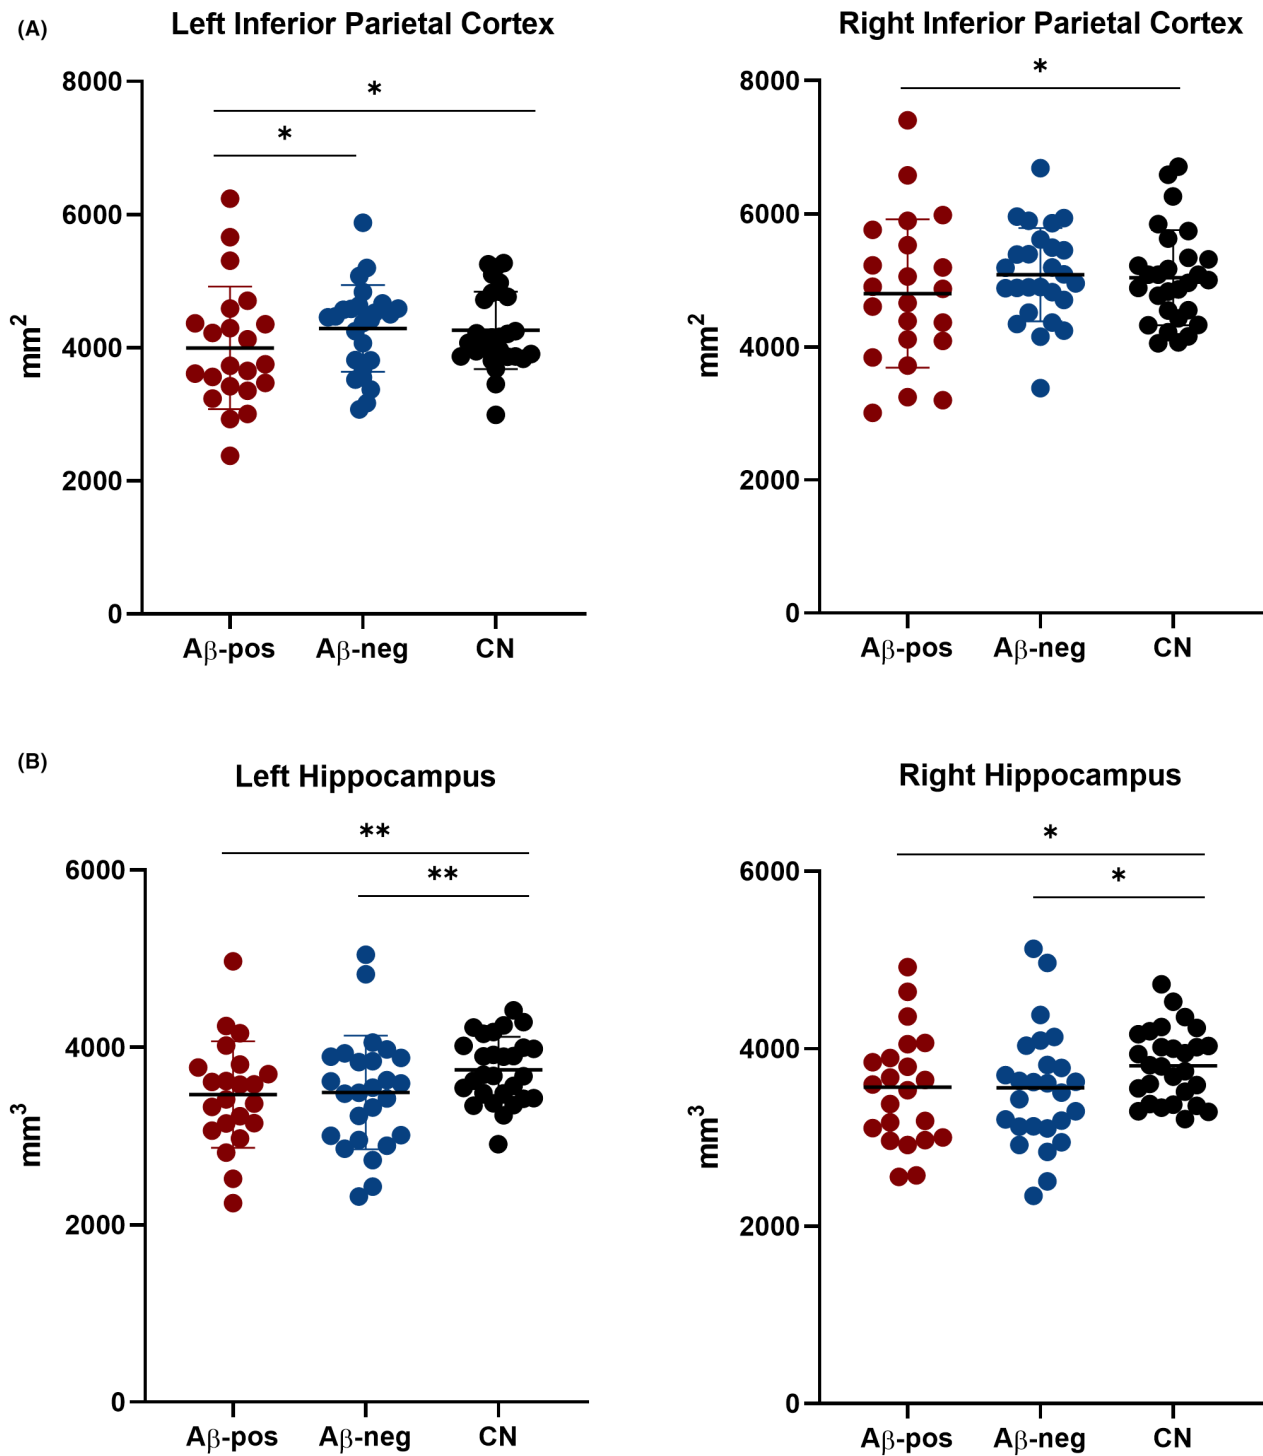 (A)
Left Inferior Parietal Cortex
Right Inferior Parietal Cortex
*
*
*
8000
6000
4000
2000
0
mm²
Aβ-pos Aβ-neg CN
8000
6000
4000
2000
0
mm²
Aβ-pos Aβ-neg CN
(B)
Left Hippocampus
Right Hippocampus
**
**
*
*
6000
4000
2000
0
mm³
Aβ-pos Aβ-neg CN
6000
4000
2000
0
mm³
Aβ-pos Aβ-neg CN